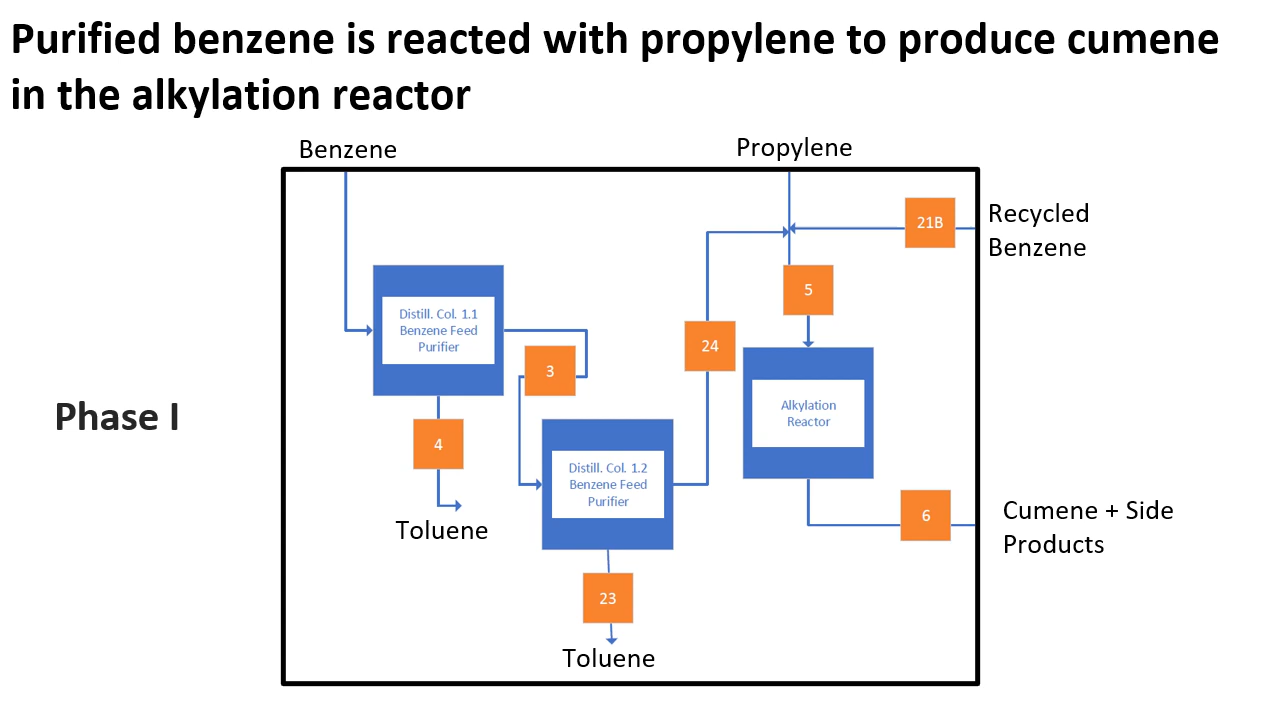 Purified benzene is reacted with propylene to produce cumene
in the alkylation reactor
Benzene
Propylene
21B
Recycled
Benzene
5
Distill. Col. 1.1
Benzene Feed
Purifier
24
3
Alkylation
Reactor
Phase I
4
Distill. Col. 1.2
Benzene Feed
Purifier
6
Cumene + Side
Products
Toluene
23
Toluene